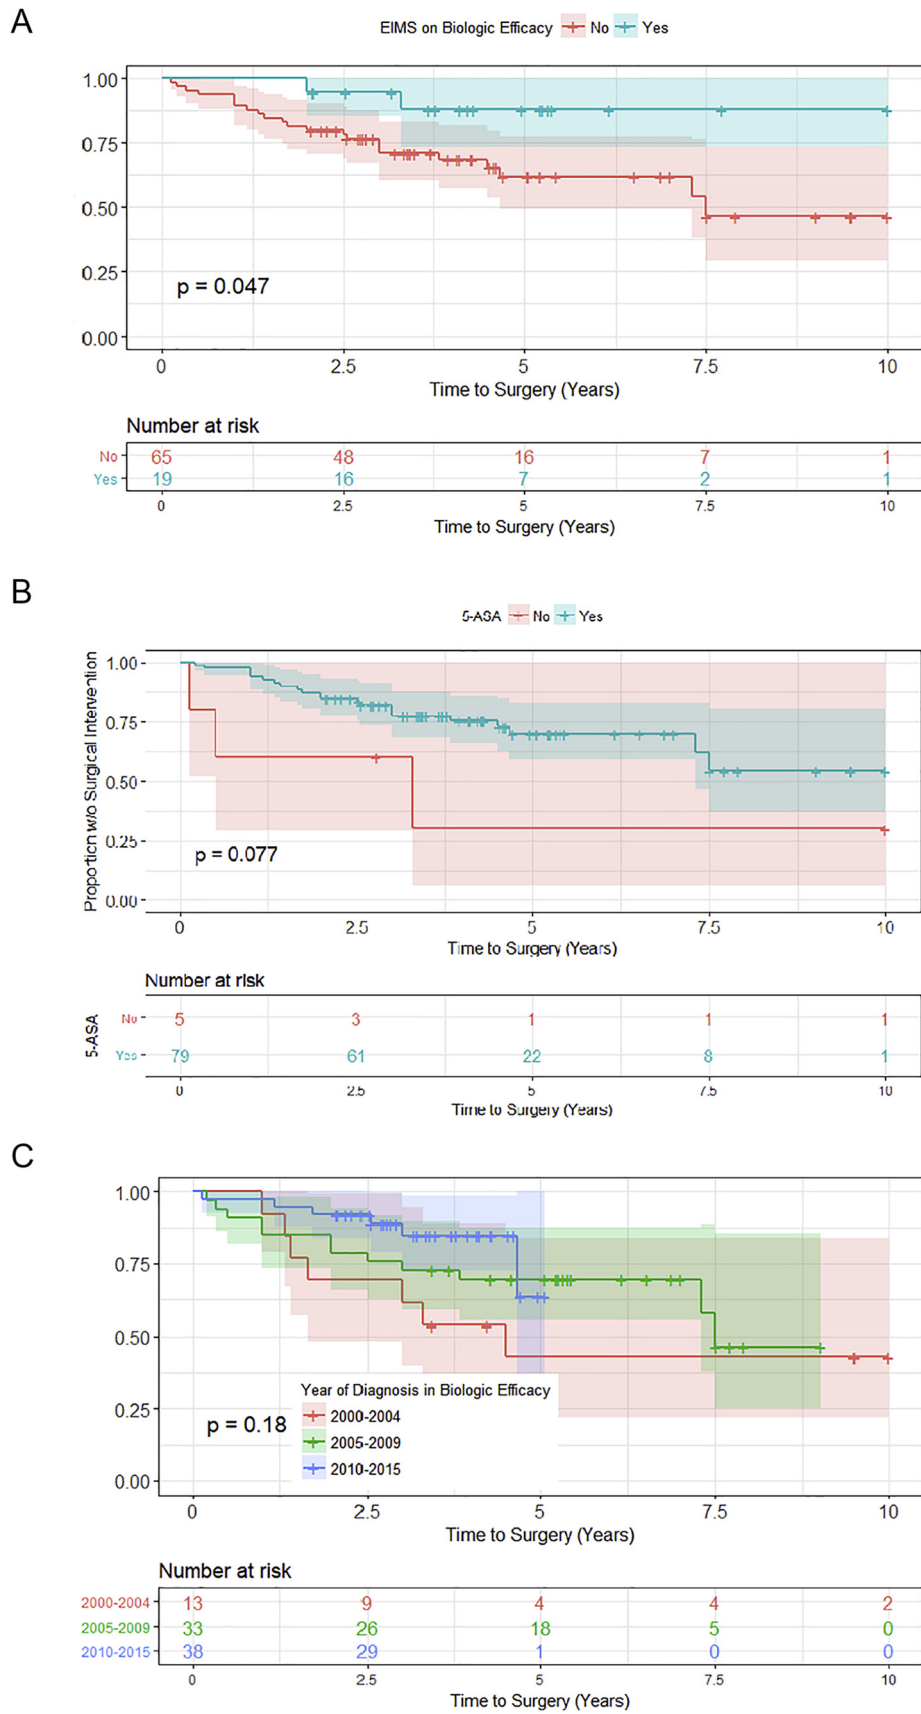 A
EIMS on Biologic Efficacy No Yes
1.00
0.75
0.50
0.25
0.00
p = 0.047
0 2.5 5 7.5 10
Time to Surgery (Years)
Number at risk
No 65 48 16 7 1
Yes 19 16 7 2 1
0 2.5 5 7.5 10
Time to Surgery (Years)
B
5-ASA No Yes
Proportion w/o Surgical Intervention
1.00
0.75
0.50
0.25
0.00
p = 0.077
0 2.5 5 7.5 10
Time to Surgery (Years)
Number at risk
5-ASA
No 5 3 1 1 1
Yes 79 61 22 8 1
0 2.5 5 7.5 10
Time to Surgery (Years)
C
1.00
0.75
0.50
0.25
0.00
Year of Diagnosis in Biologic Efficacy
2000-2004
2005-2009
2010-2015
p = 0.18
0 2.5 5 7.5 10
Time to Surgery (Years)
Number at risk
2000-2004 13 9 4 4 2
2005-2009 33 26 18 5 0
2010-2015 38 29 1 0 0
0 2.5 5 7.5 10
Time to Surgery (Years)